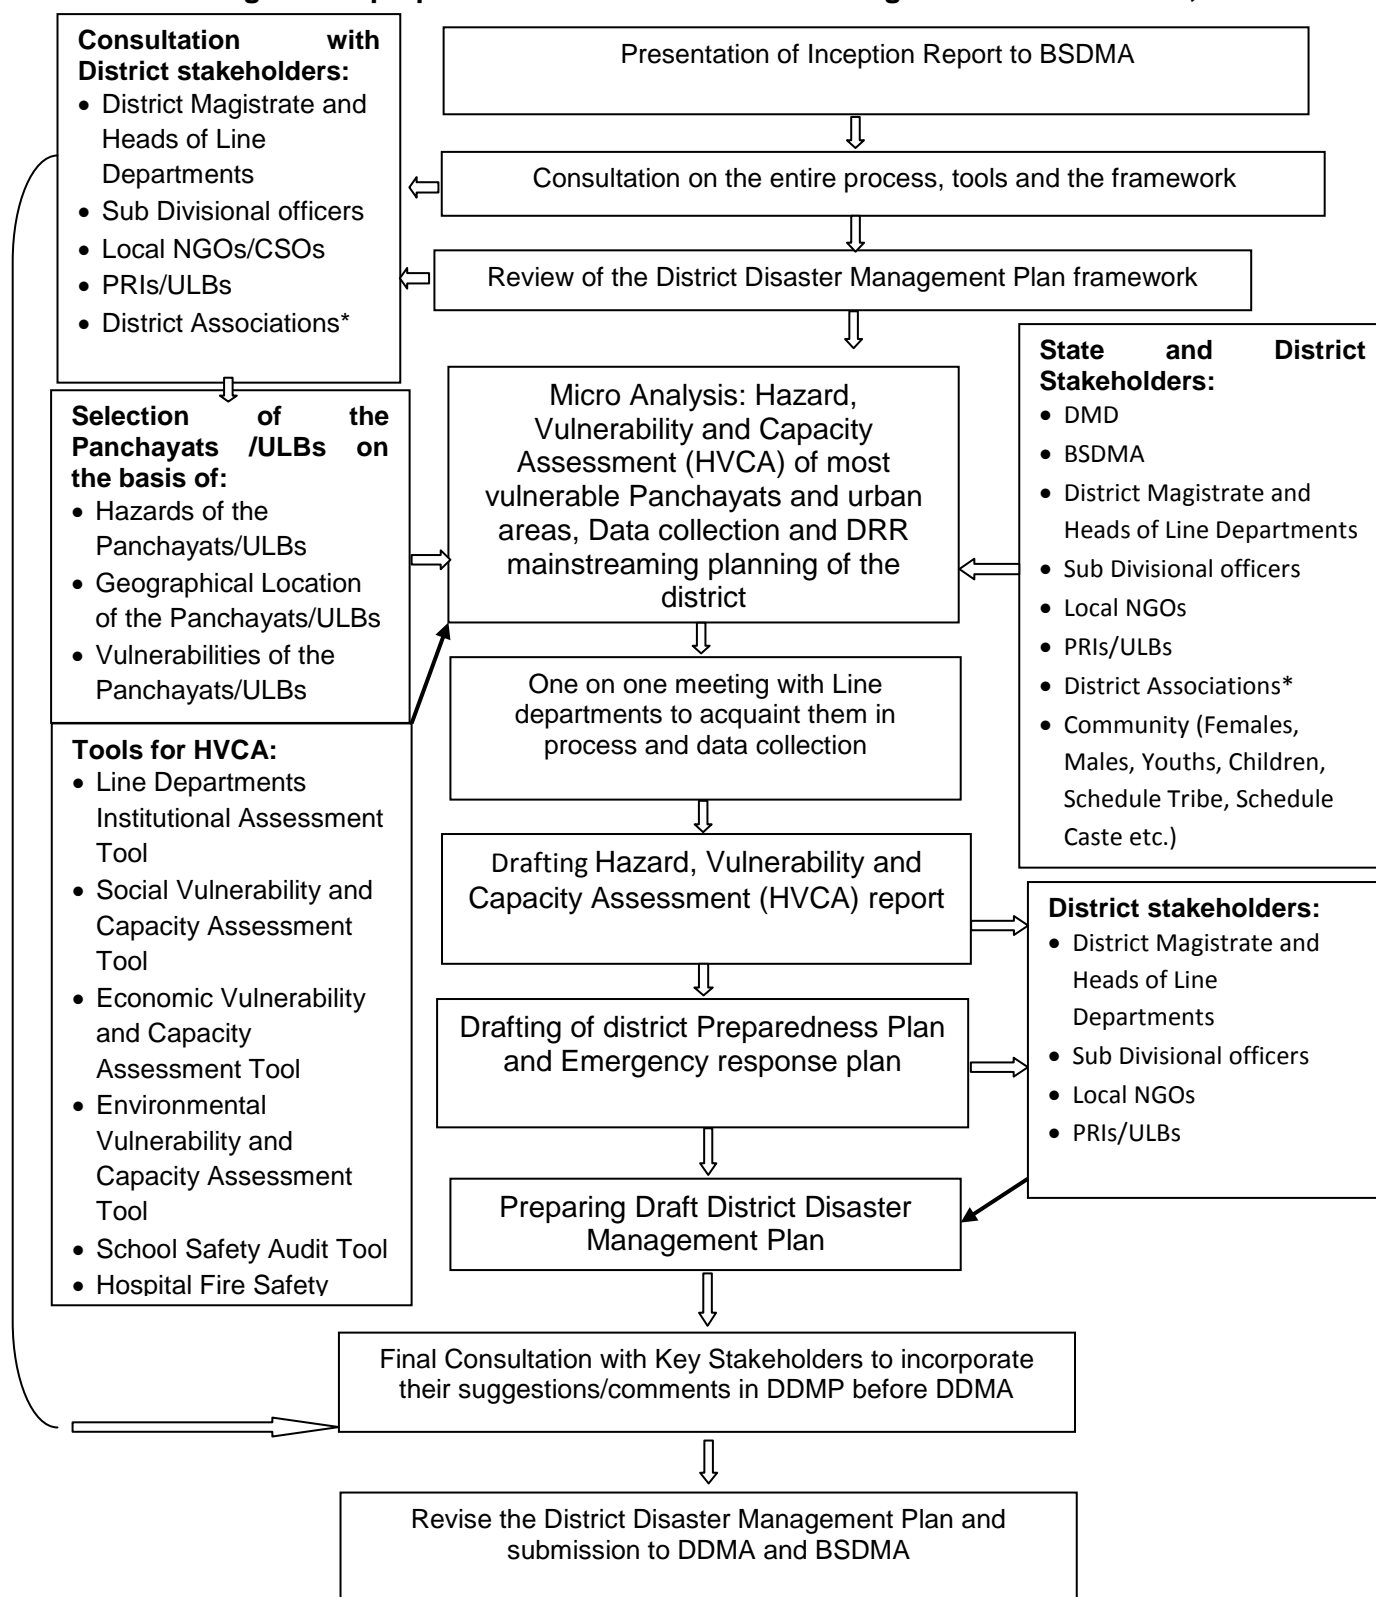 Consultation with
District stakeholders:
• District Magistrate and
Heads of Line
Departments
• Sub Divisional officers
• Local NGOs/CSOs
• PRIs/ULBs
• District Associations*
Presentation of Inception Report to BSDMA
Consultation on the entire process, tools and the framework
Review of the District Disaster Management Plan framework
Selection of the
Panchayats /ULBs on
the basis of:
• Hazards of the
Panchayats/ULBs
• Geographical Location
of the Panchayats/ULBs
• Vulnerabilities of the
Panchayats/ULBs
Micro Analysis: Hazard,
Vulnerability and Capacity
Assessment (HVCA) of most
vulnerable Panchayats and urban
areas, Data collection and DRR
mainstreaming planning of the
district
State and District
Stakeholders:
• DMD
• BSDMA
• District Magistrate and
Heads of Line Departments
• Sub Divisional officers
• Local NGOs
• PRIs/ULBs
• District Associations*
• Community (Females,
Males, Youths, Children,
Schedule Tribe, Schedule
Caste etc.)
One on one meeting with Line
departments to acquaint them in
process and data collection
Tools for HVCA:
• Line Departments
Institutional Assessment
Tool
• Social Vulnerability and
Capacity Assessment
Tool
• Economic Vulnerability
and Capacity
Assessment Tool
• Environmental
Vulnerability and
Capacity Assessment
Tool
• School Safety Audit Tool
• Hospital Fire Safety
Drafting Hazard, Vulnerability and
Capacity Assessment (HVCA) report
District stakeholders:
• District Magistrate and
Heads of Line
Departments
• Sub Divisional officers
• Local NGOs
• PRIs/ULBs
Drafting of district Preparedness Plan
and Emergency response plan
Preparing Draft District Disaster
Management Plan
Final Consultation with Key Stakeholders to incorporate
their suggestions/comments in DDMP before DDMA
Revise the District Disaster Management Plan and
submission to DDMA and BSDMA